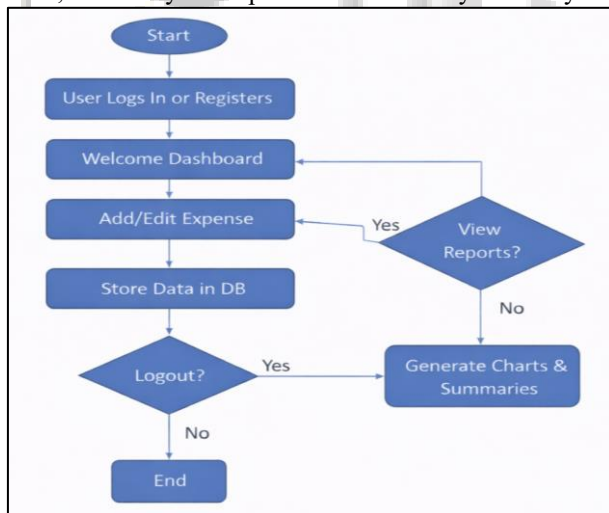 Start
User Logs In or Registers
Welcome Dashboard
Add/Edit Expense
Yes
View
Reports?
Store Data in DB
No
Logout?
Yes
Generate Charts &
Summaries
No
End